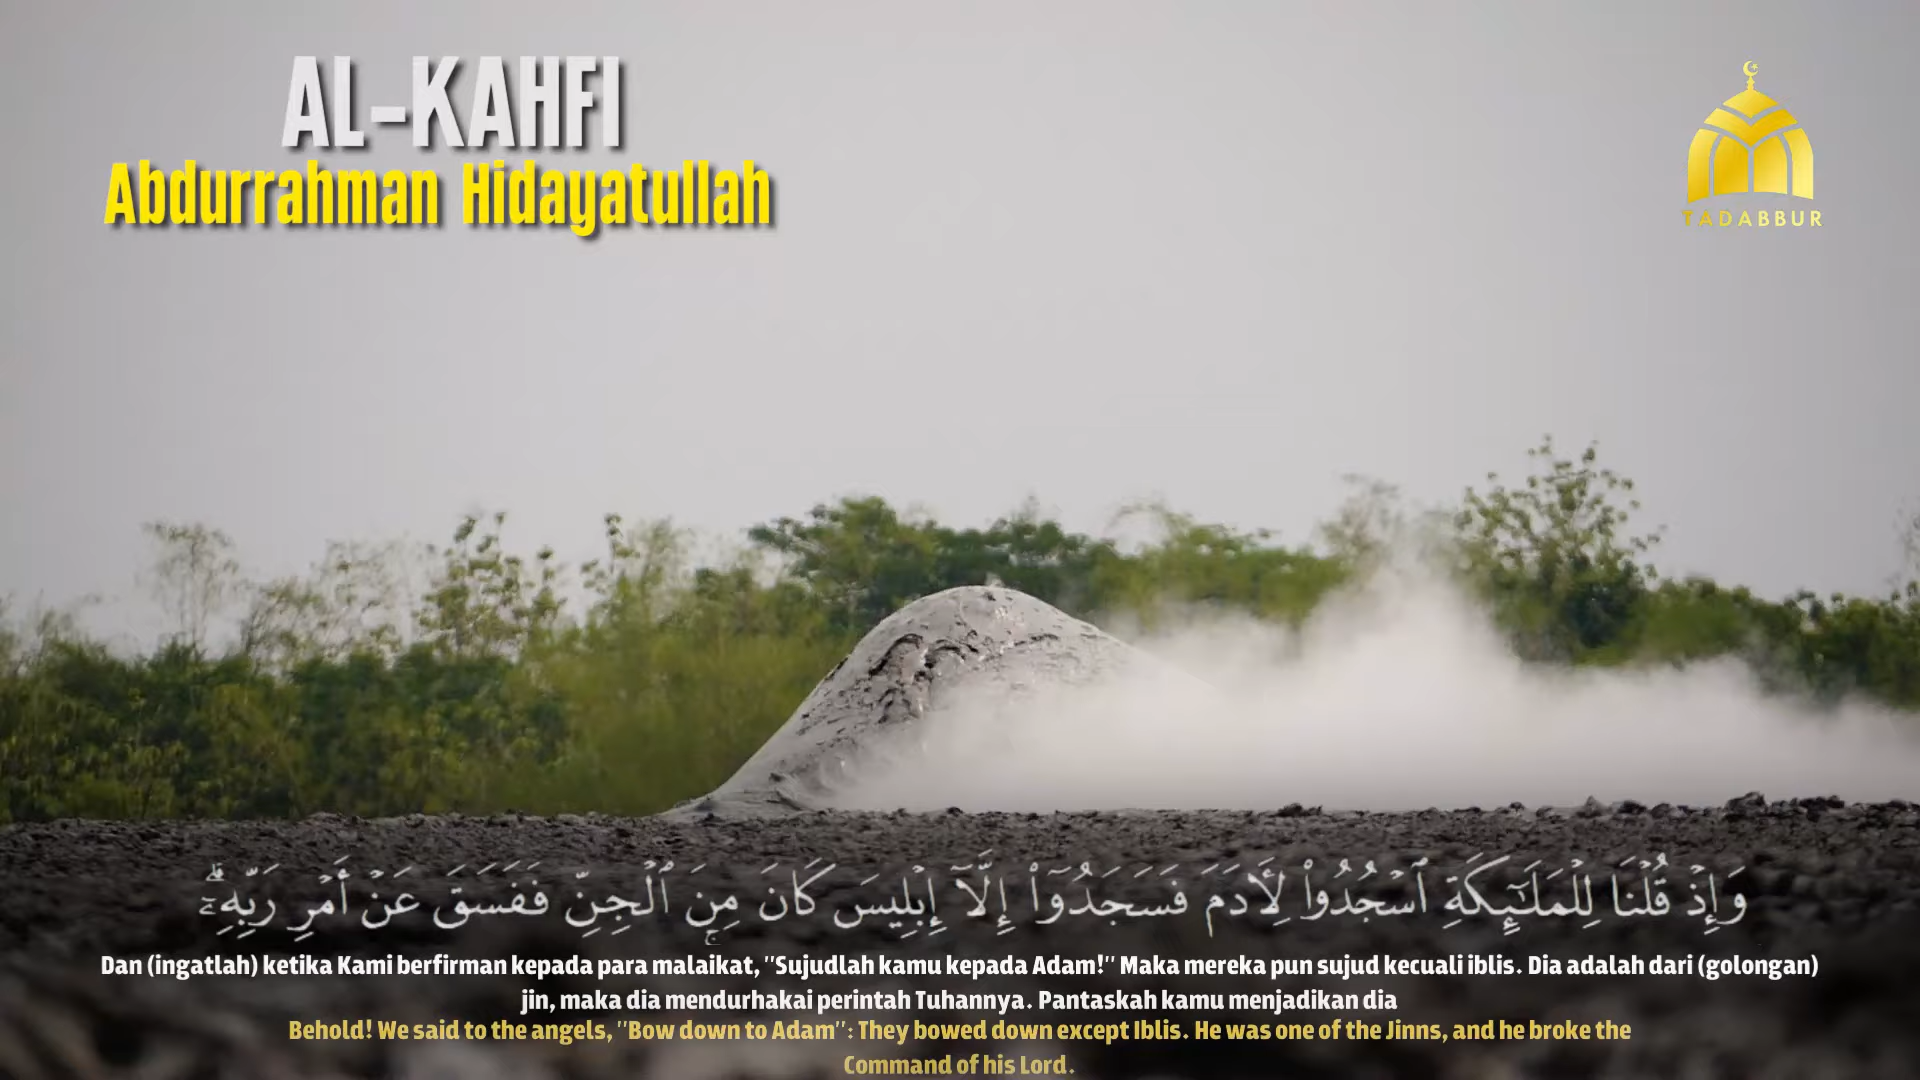 AL-KAHFI
Abdurrahman Hidayatullah
TADABBUR
وَإِذْ قُلْنَا لِلْمَلَـٰٓئِكَةِ ٱسْجُدُوا۟ لِـَٔادَمَ فَسَجَدُوٓا۟ إِلَّآ إِبْلِيسَ كَانَ مِنَ ٱلْجِنِّ فَفَسَقَ عَنْ أَمْرِ رَبِّهِۦٓ ۗ
Dan (ingatlah) ketika Kami berfirman kepada para malaikat, "Sujudlah kamu kepada Adam!" Maka mereka pun sujud kecuali iblis. Dia adalah dari (golongan)
jin, maka dia mendurhakai perintah Tuhannya. Pantaskah kamu menjadikan dia
Behold! We said to the angels, "Bow down to Adam": They bowed down except Iblis. He was one of the Jinns, and he broke the
Command of his Lord.